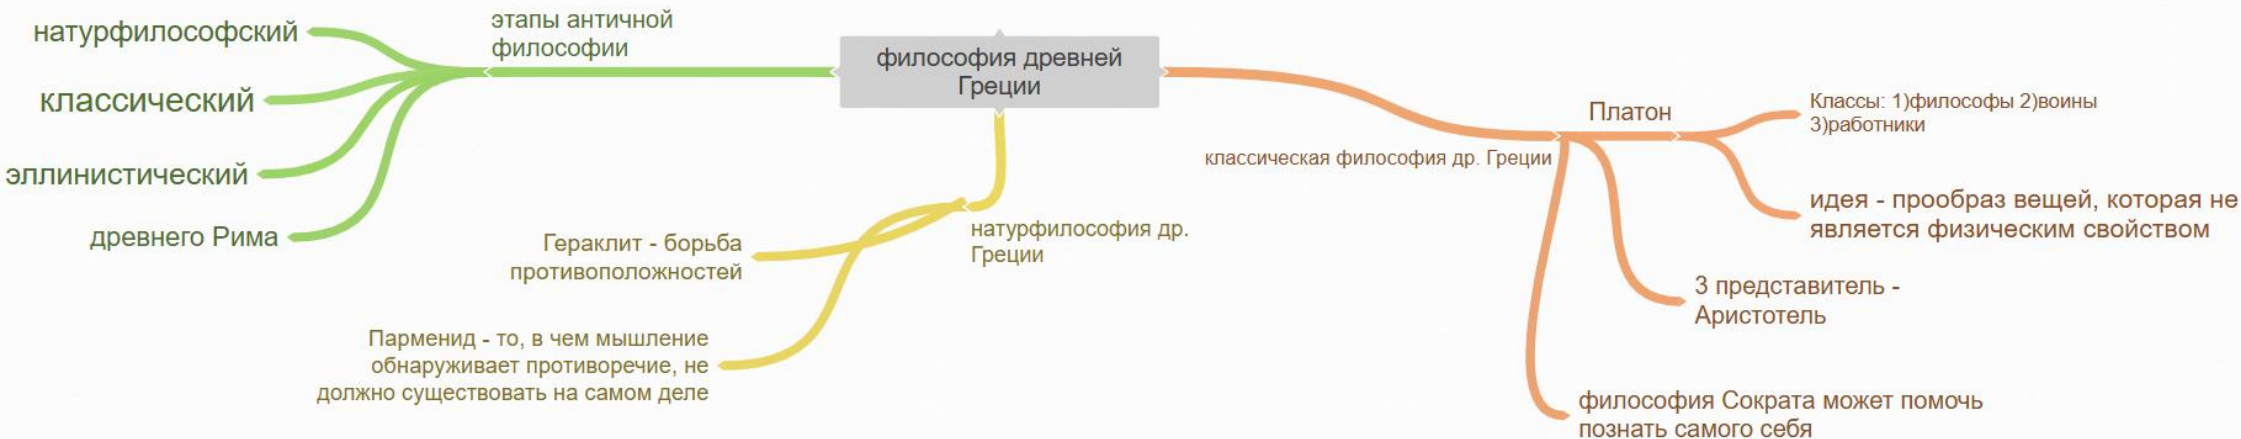 философия древней
Греции
этапы античной
философии
натурфилософский
классический
эллинистический
древнего Рима
натурфилософия др.
Греции
Гераклит - борьба
противоположностей
Парменид - то, в чем мышление
обнаруживает противоречие, не
должно существовать на самом деле
классическая философия др. Греции
Платон
Классы: 1)философы 2)воины
3)работники
идея - прообраз вещей, которая не
является физическим свойством
3 представитель -
Аристотель
философия Сократа может помочь
познать самого себя